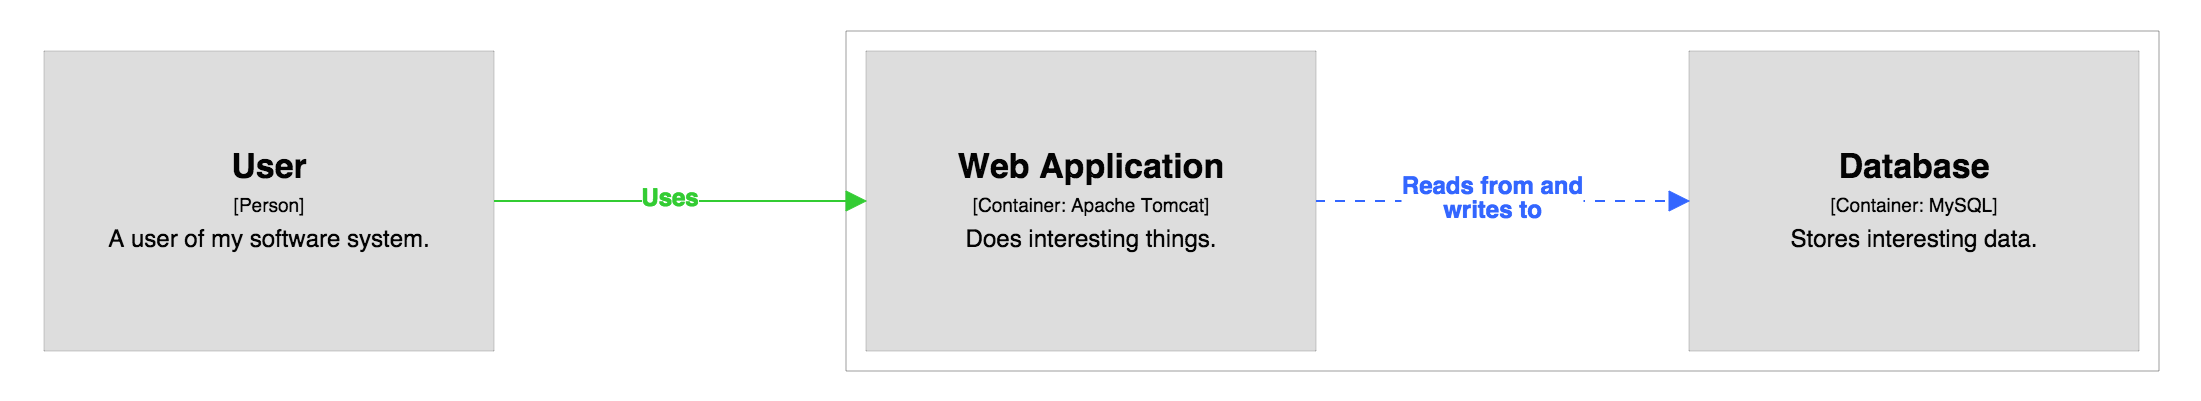 User
[Person]
A user of my software system.
Uses
Web Application
[Container: Apache Tomcat]
Does interesting things.
Reads from and
writes to
Database
[Container: MySQL]
Stores interesting data.